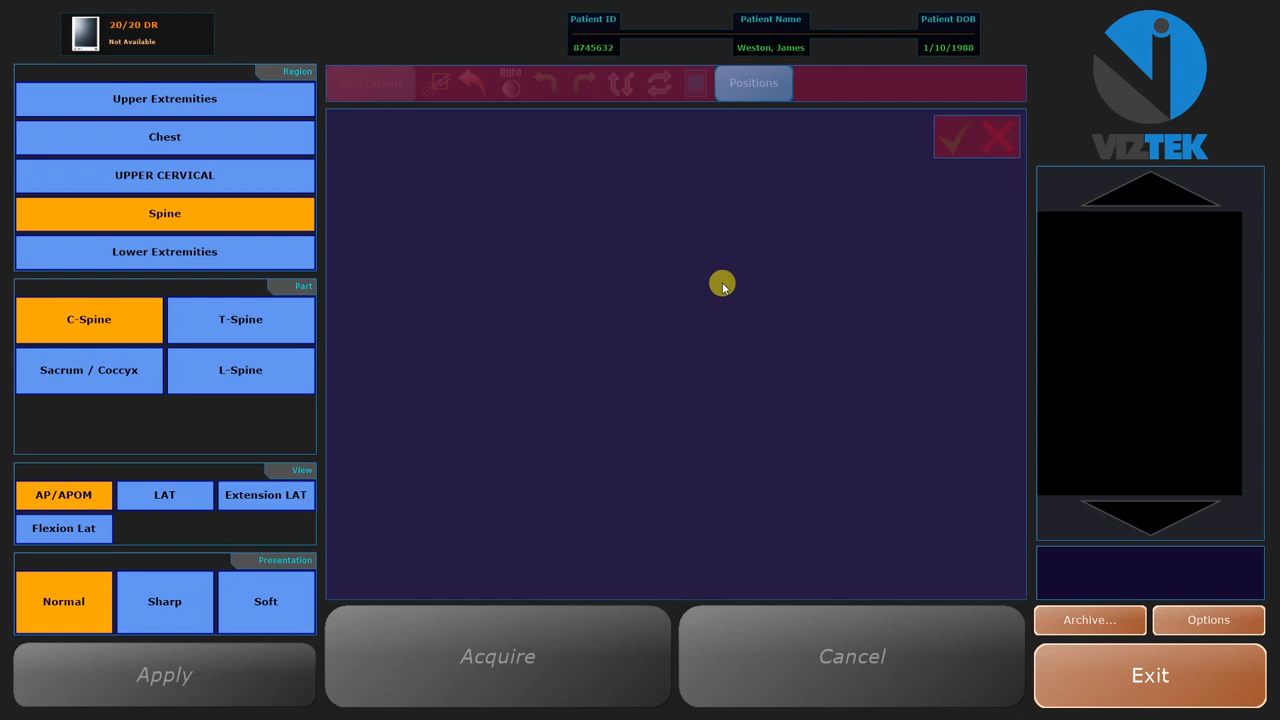 20/20 DR
Not Available
Patient ID
8745632
Patient Name
Weston, James
Patient DOB
1/10/1988
Region
Upper Extremities
Chest
UPPER CERVICAL
Spine
Lower Extremities
Part
C-Spine
T-Spine
Sacrum / Coccyx
L-Spine
View
AP/APOM
LAT
Extension LAT
Flexion Lat
Presentation
Normal
Sharp
Soft
Apply
Annotations
Auto
Positions
Acquire
Cancel
VIZTEK
Archive...
Options
Exit